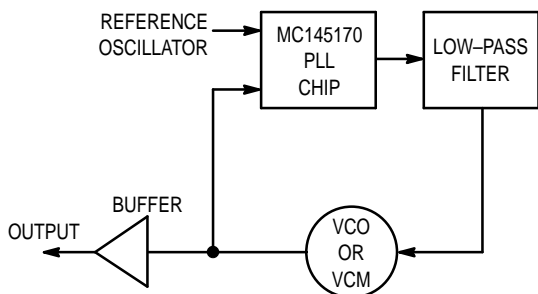 REFERENCE
OSCILLATOR
MC145170
PLL
CHIP
LOW–PASS
FILTER
BUFFER
OUTPUT
VCO
OR
VCM